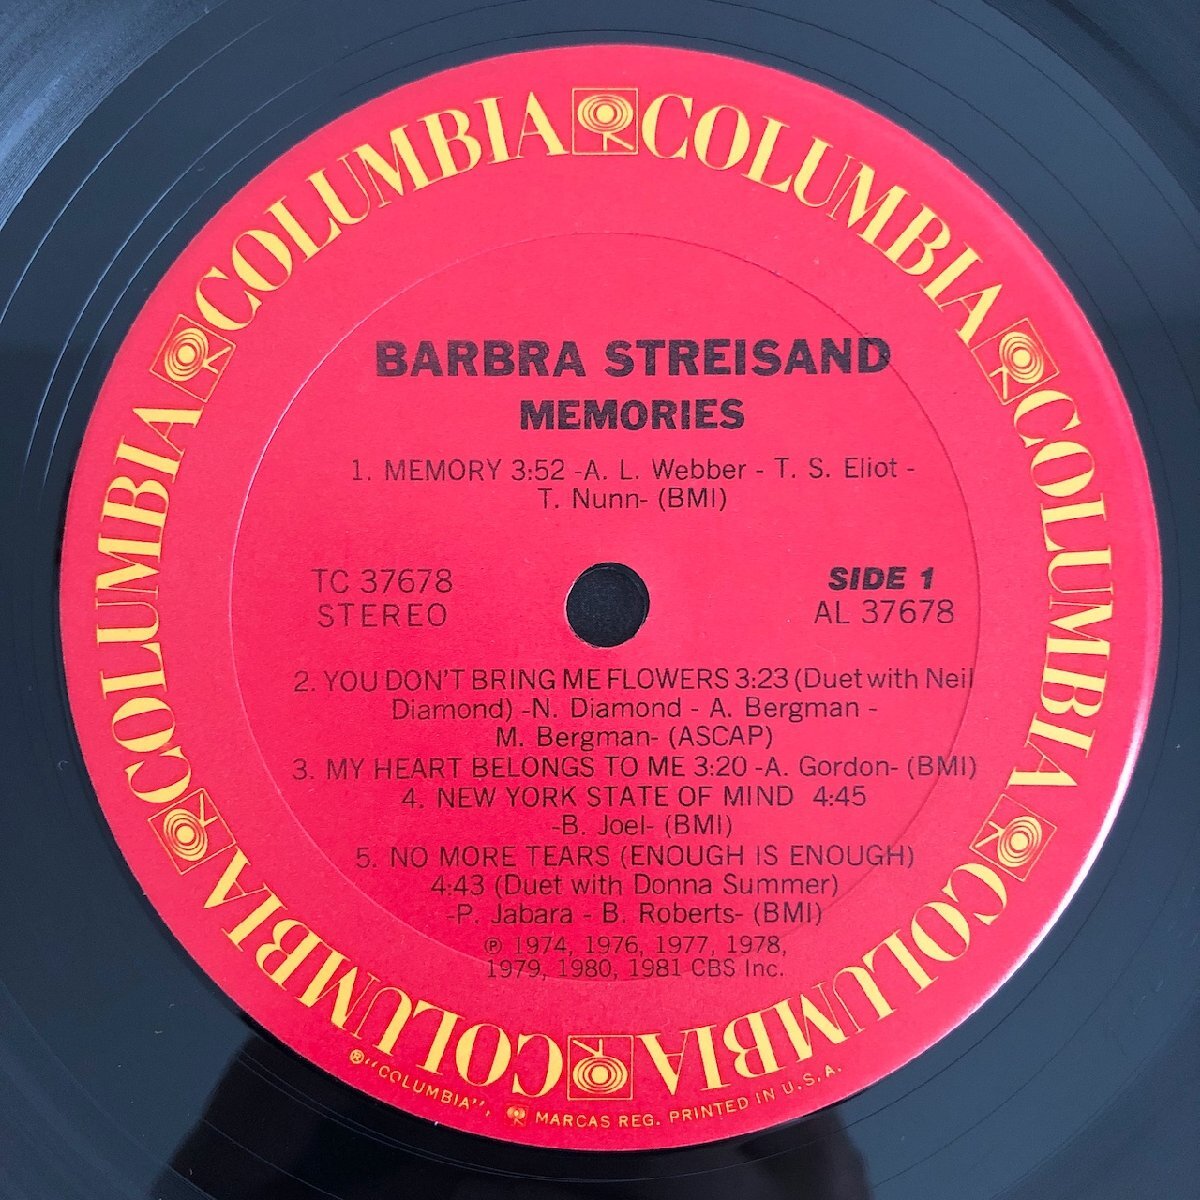 COLUMBIA COLUMBIA COLUMBIA COLUMBIA COLUMBIA COLUMBIA
BARBRA STREISAND
MEMORIES
1. MEMORY 3:52 -A. L. Webber - T. S. Eliot -
T. Nunn- (BMI)
TC 37678
STEREO
SIDE 1
AL 37678
2. YOU DON'T BRING ME FLOWERS 3:23 (Duet with Neil
Diamond) -N. Diamond - A. Bergman -
M. Bergman- (ASCAP)
3. MY HEART BELONGS TO ME 3:20 -A. Gordon- (BMI)
4. NEW YORK STATE OF MIND 4:45
-B. Joel- (BMI)
5. NO MORE TEARS (ENOUGH IS ENOUGH)
4:43 (Duet with Donna Summer)
-P. Jabara - B. Roberts- (BMI)
℗ 1974, 1976, 1977, 1978,
1979, 1980, 1981 CBS Inc.
® "COLUMBIA", MARCAS REG. PRINTED IN U.S.A.